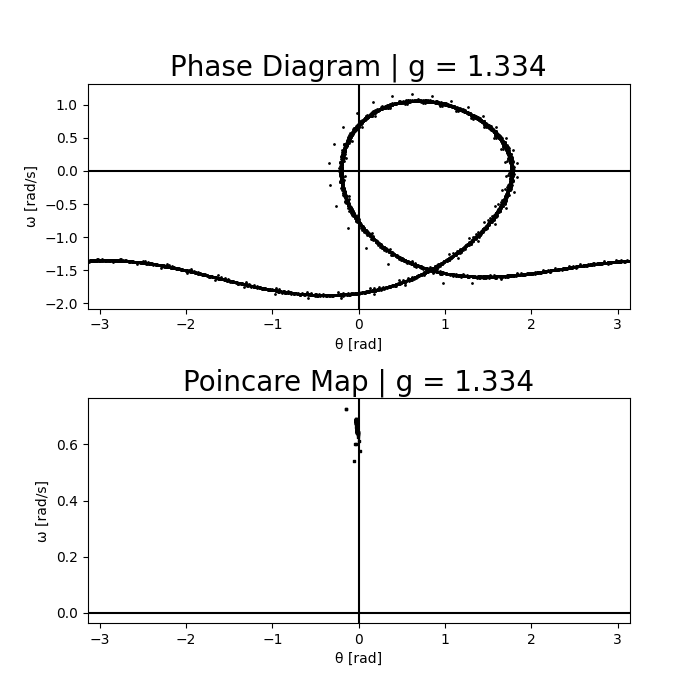 Phase Diagram | g = 1.334
1.0
0.5
0.0
−0.5
−1.0
−1.5
−2.0
ω [rad/s]
−3 −2 −1 0 1 2 3
θ [rad]
Poincare Map | g = 1.334
0.6
0.4
0.2
0.0
ω [rad/s]
−3 −2 −1 0 1 2 3
θ [rad]